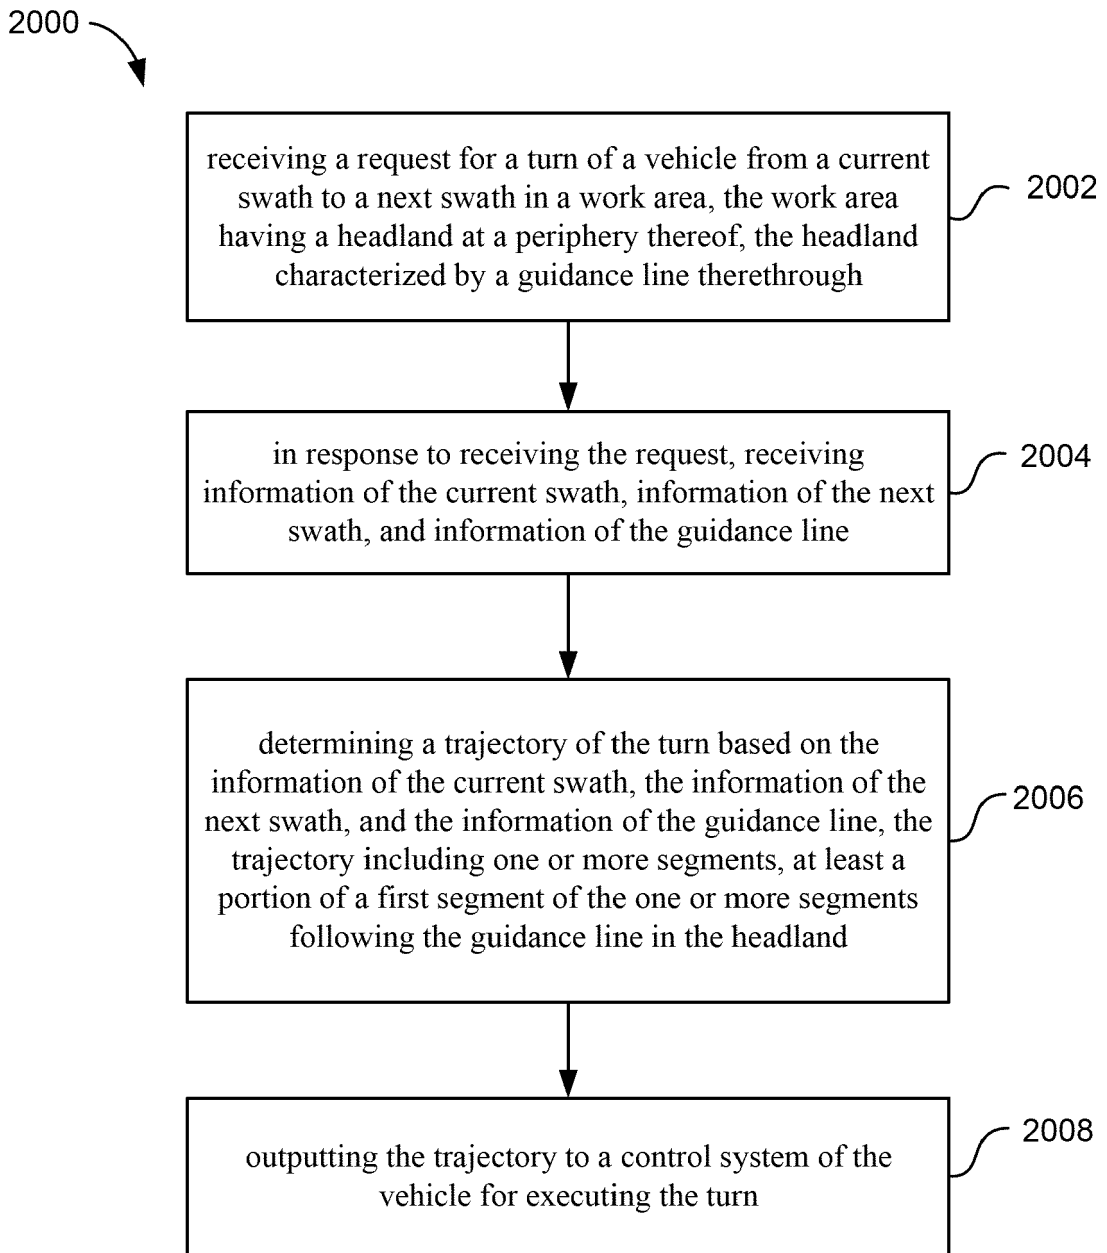 2000
receiving a request for a turn of a vehicle from a current
swath to a next swath in a work area, the work area
having a headland at a periphery thereof, the headland
characterized by a guidance line therethrough
2002
in response to receiving the request, receiving
information of the current swath, information of the next
swath, and information of the guidance line
2004
determining a trajectory of the turn based on the
information of the current swath, the information of the
next swath, and the information of the guidance line, the
trajectory including one or more segments, at least a
portion of a first segment of the one or more segments
following the guidance line in the headland
2006
outputting the trajectory to a control system of the
vehicle for executing the turn
2008